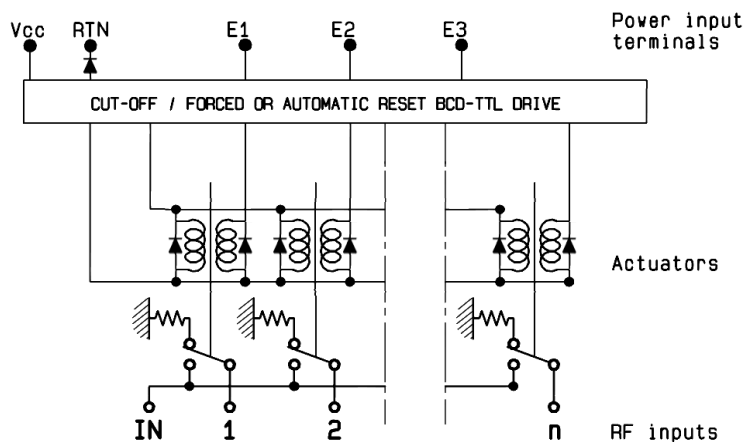 Vcc RTN E1 E2 E3 Power input
terminals
CUT-OFF / FORCED OR AUTOMATIC RESET BCD-TTL DRIVE
Actuators
IN 1 2 n RF inputs